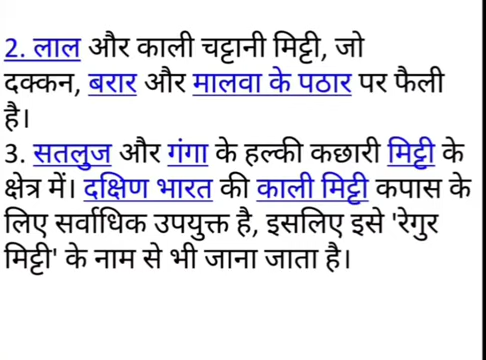 2. लाल और काली चट्टानी मिट्टी, जो
दक्कन, बरार और मालवा के पठार पर फैली
है।
3. सतलुज और गंगा के हल्की कछारी मिट्टी के
क्षेत्र में। दक्षिण भारत की काली मिट्टी कपास के
लिए सर्वाधिक उपयुक्त है, इसलिए इसे 'रेगुर
मिट्टी' के नाम से भी जाना जाता है।